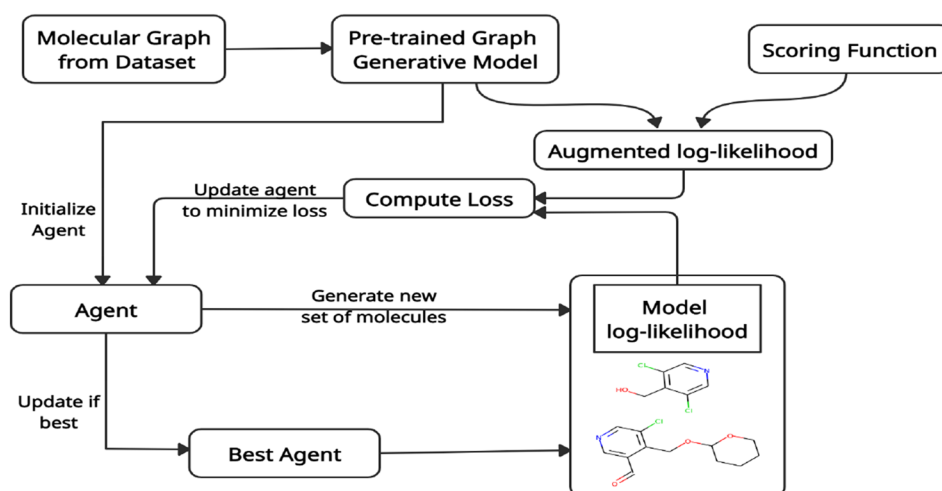 Molecular Graph
from Dataset
Pre-trained Graph
Generative Model
Scoring Function
Augmented log-likelihood
Update agent
to minimize loss
Compute Loss
Initialize
Agent
Agent
Generate new
set of molecules
Model
log-likelihood
Cl
N
HO
Cl
Update if
best
Best Agent
N
Cl
O
O
O